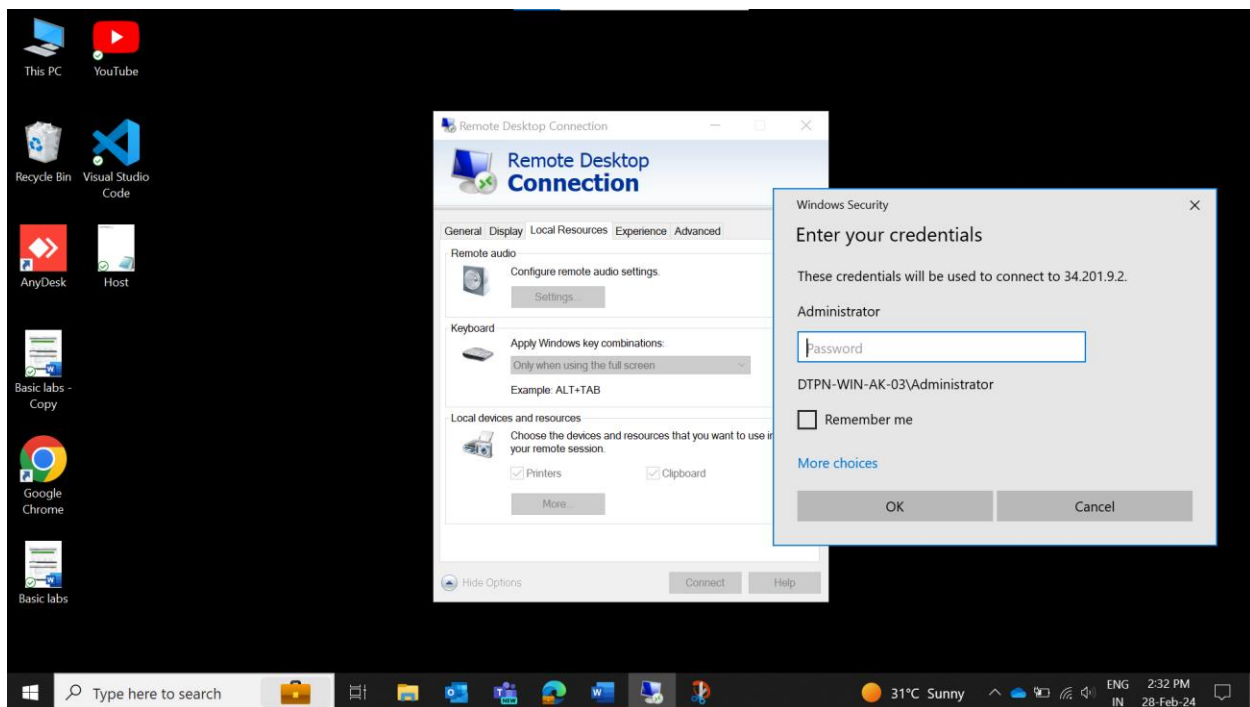 This PC
YouTube
Recycle Bin
Visual Studio
Code
AnyDesk
Host
Basic labs -
Copy
Google
Chrome
Basic labs
Remote Desktop Connection
Remote Desktop
Connection
General Display Local Resources Experience Advanced
Remote audio
Configure remote audio settings.
Settings...
Keyboard
Apply Windows key combinations:
Only when using the full screen
Example: ALT+TAB
Local devices and resources
Choose the devices and resources that you want to use in
your remote session.
Printers Clipboard
More...
Hide Options Connect Help
Windows Security
Enter your credentials
These credentials will be used to connect to 34.201.9.2.
Administrator
Password
DTPN-WIN-AK-03\Administrator
Remember me
More choices
OK Cancel
Type here to search
NEW
31°C Sunny
ENG
IN
2:32 PM
28-Feb-24